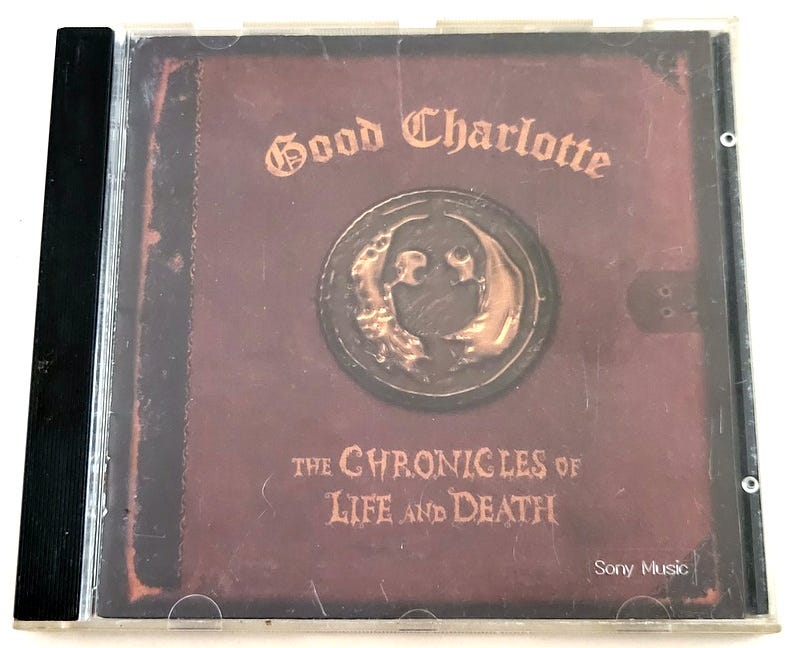 Good Charlotte
THE CHRONICLES OF
LIFE AND DEATH
Sony Music